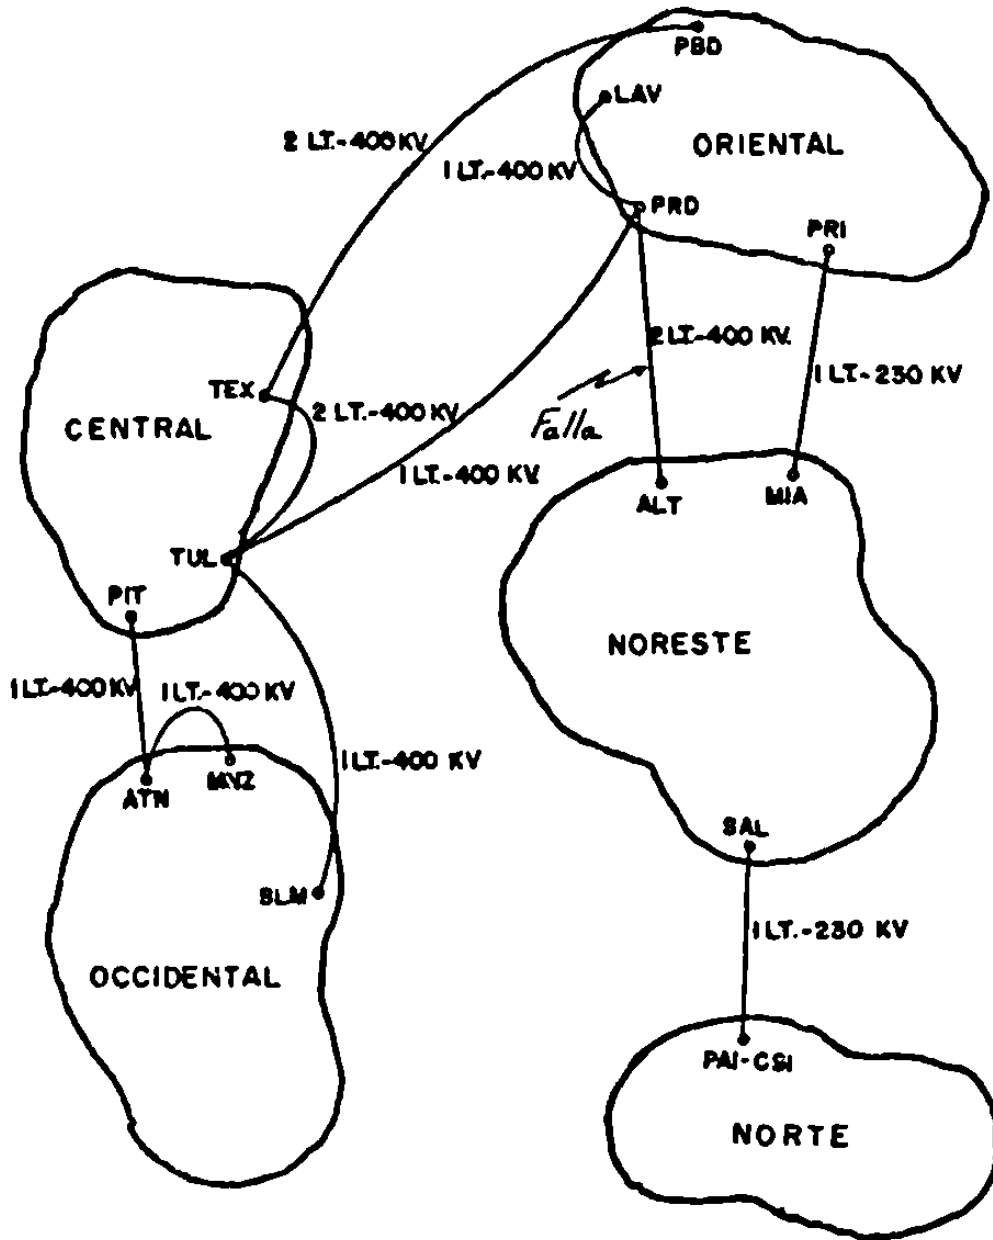 PBD
LAV
2 LT.-400 KV
ORIENTAL
1 LT.-400 KV
PRD
PRI
2 LT.-400 KV.
1 LT.-230 KV
TEX
2 LT.-400 KV
CENTRAL
Falla
1 LT.-400 KV
ALT
MIA
TUL
PIT
NORESTE
1 LT.-400 KV
1 LT.-400 KV
1 LT.-400 KV
ATN
MVZ
SAL
SLM
1 LT.-230 KV
OCCIDENTAL
PAI-CSI
NORTE